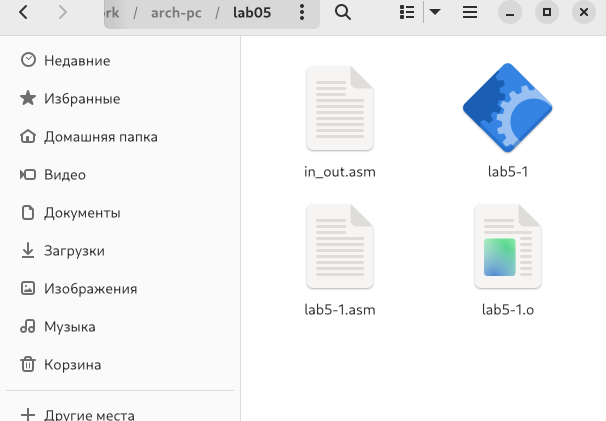 rk / arch-pc / lab05
Недавние
Избранные
Домашняя папка
Видео
Документы
Загрузки
Изображения
Музыка
Корзина
Другие места
in_out.asm
lab5-1
lab5-1.asm
lab5-1.o